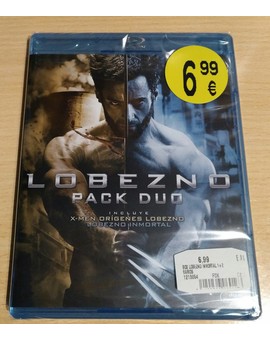 6,99
€
LOBEZNO
PACK DUO
INCLUYE
X-MEN ORÍGENES LOBEZNO
LOBEZNO INMORTAL
6,99